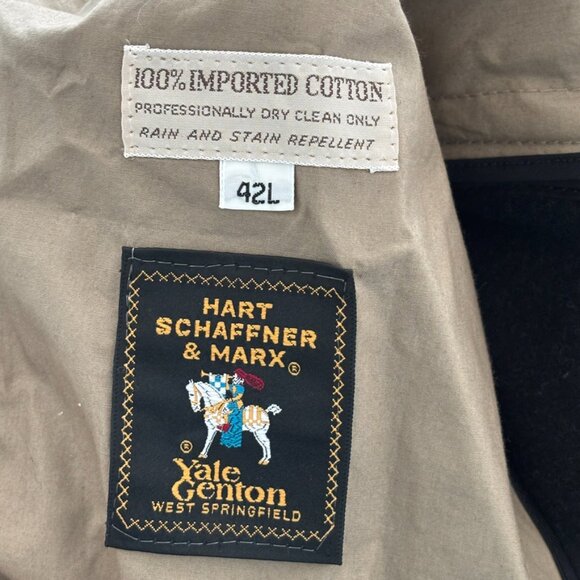 100% IMPORTED COTTON
PROFESSIONALLY DRY CLEAN ONLY
RAIN AND STAIN REPELLENT
42L
HART
SCHAFFNER
& MARX®
®
Yale
Genton
WEST SPRINGFIELD